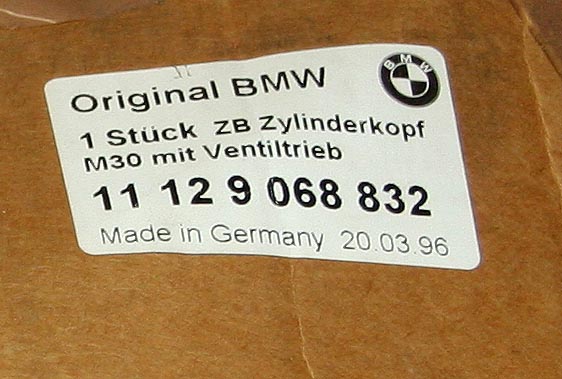 Original BMW
BMW
1 Stück ZB Zylinderkopf
M30 mit Ventiltrieb
11 12 9 068 832
Made in Germany 20.03.96